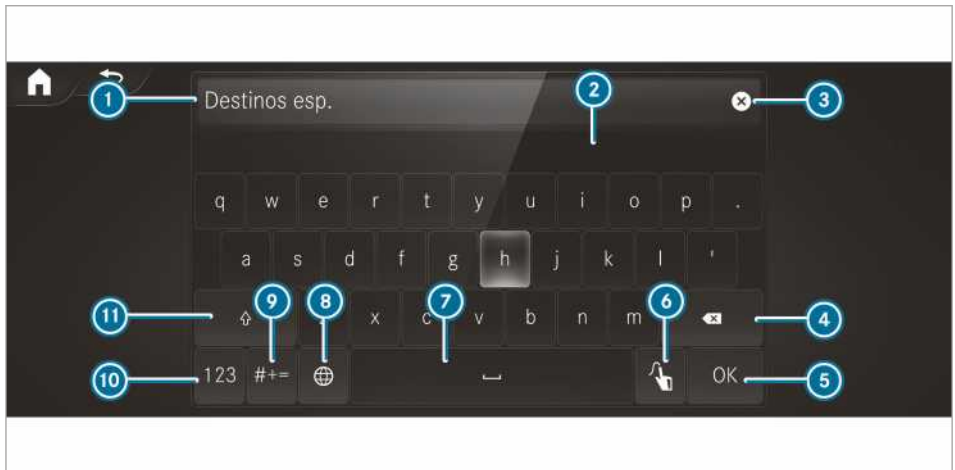 Destinos esp.
1
2
3
q w e r t y u i o p .
a s d f g h j k l '
11
9
8
7
6
4
x c v b n m
10
123 #+= OK
5